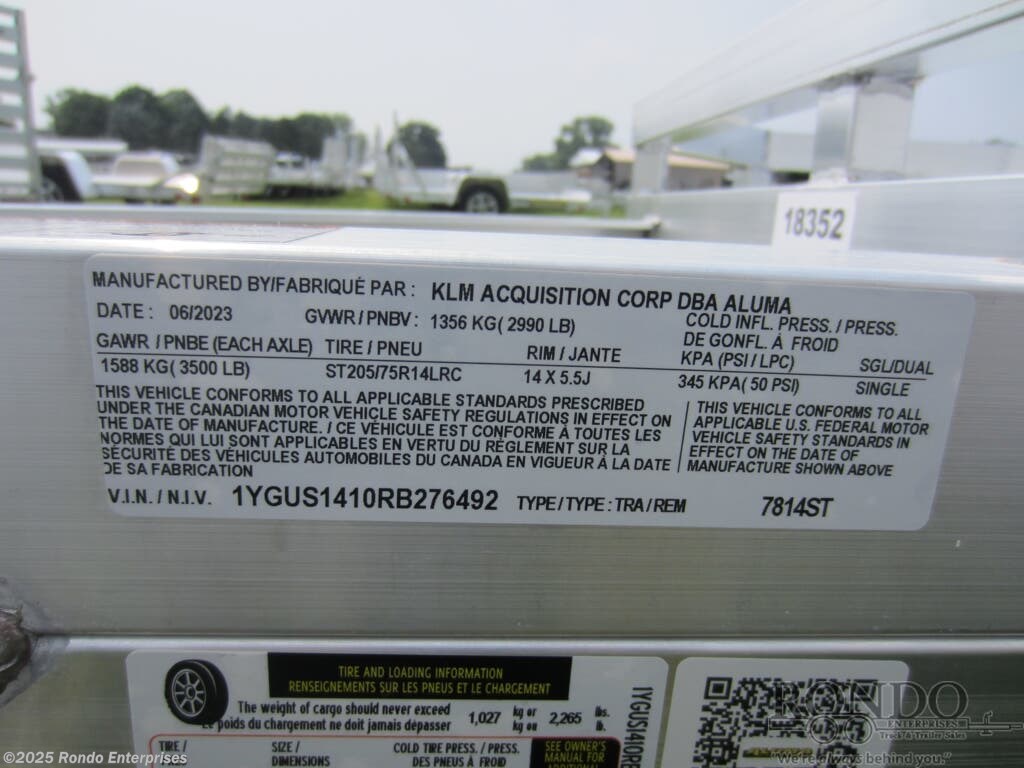 18352
MANUFACTURED BY/FABRIQUÉ PAR : KLM ACQUISITION CORP DBA ALUMA
DATE : 06/2023 GVWR / PNBV : 1356 KG( 2990 LB)
COLD INFL. PRESS. / PRESS.
DE GONFL. À FROID
GAWR / PNBE (EACH AXLE) TIRE / PNEU RIM / JANTE KPA (PSI / LPC) SGL/DUAL
1588 KG( 3500 LB) ST205/75R14LRC 14 X 5.5J 345 KPA( 50 PSI) SINGLE
THIS VEHICLE CONFORMS TO ALL APPLICABLE STANDARDS PRESCRIBED
UNDER THE CANADIAN MOTOR VEHICLE SAFETY REGULATIONS IN EFFECT ON
THE DATE OF MANUFACTURE. / CE VÉHICULE EST CONFORME À TOUTES LES
NORMES QUI LUI SONT APPLICABLES EN VERTU DU RÈGLEMENT SUR LA
SÉCURITÉ DES VÉHICULES AUTOMOBILES DU CANADA EN VIGUEUR À LA DATE
DE SA FABRICATION
THIS VEHICLE CONFORMS TO ALL
APPLICABLE U.S. FEDERAL MOTOR
VEHICLE SAFETY STANDARDS IN
EFFECT ON THE DATE OF
MANUFACTURE SHOWN ABOVE
V.I.N. / N.I.V. 1YGUS1410RB276492 TYPE / TYPE : TRA / REM 7814ST
TIRE AND LOADING INFORMATION
RENSEIGNEMENTS SUR LES PNEUS ET LE CHARGEMENT
The weight of cargo should never exceed 1,027 kg or 2,265 lbs.
Le poids du chargement ne doit jamais dépasser kg ou lb.
TIRE / SIZE / COLD TIRE PRESS. / PRESS. SEE OWNER'S
DIMENSIONS DES PNEUS À FROID MANUAL FOR
ADDITIONAL
RONDO
ENTERPRISES
Truck & Trailer Sales
"We're always behind you."
©2025 Rondo Enterprises